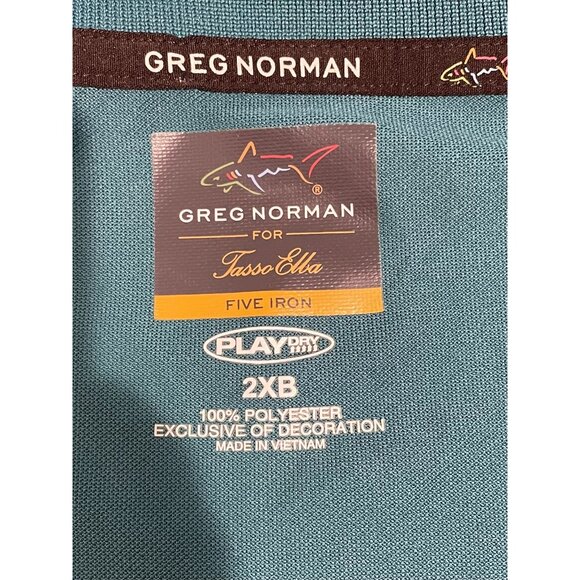 GREG NORMAN
®
GREG NORMAN
FOR
Tasso Elba
FIVE IRON
PLAYDRY
2XB
100% POLYESTER
EXCLUSIVE OF DECORATION
MADE IN VIETNAM